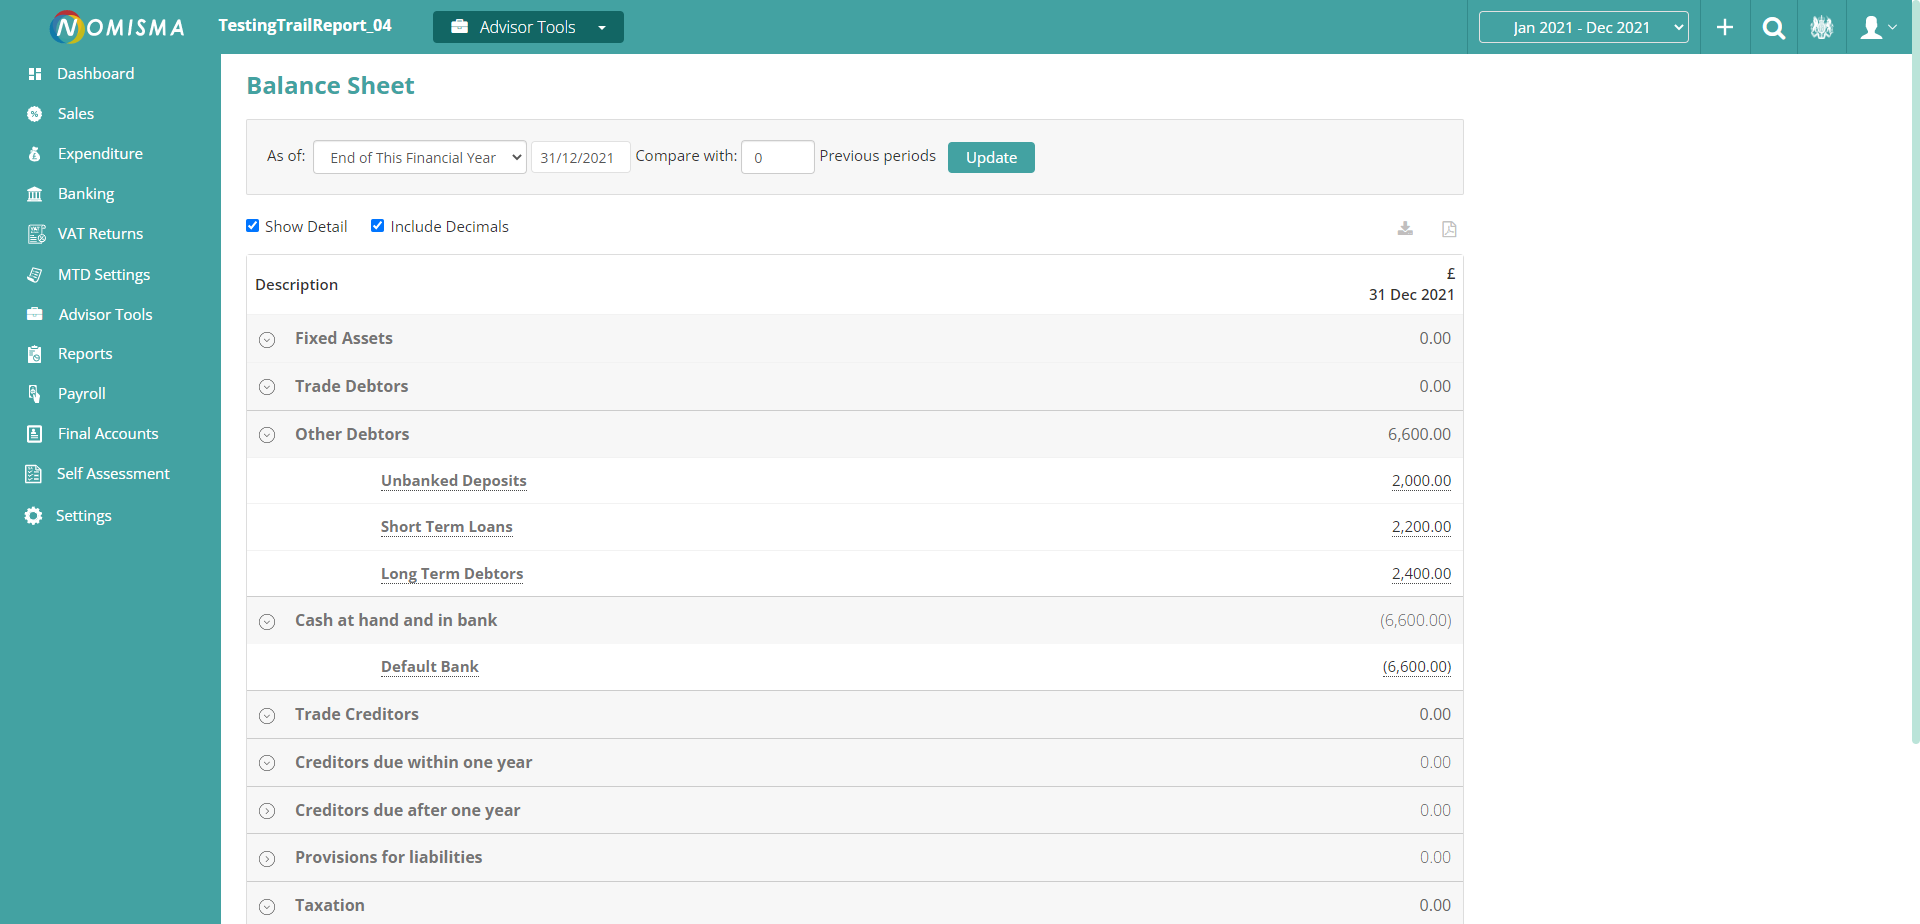 NOMISMA
TestingTrailReport_04
Advisor Tools
Jan 2021 - Dec 2021
Dashboard
Sales
Expenditure
Banking
VAT Returns
MTD Settings
Advisor Tools
Reports
Payroll
Final Accounts
Self Assessment
Settings
Balance Sheet
As of: End of This Financial Year 31/12/2021 Compare with: 0 Previous periods Update
Show Detail Include Decimals
£
Description 31 Dec 2021
Fixed Assets 0.00
Trade Debtors 0.00
Other Debtors 6,600.00
Unbanked Deposits 2,000.00
Short Term Loans 2,200.00
Long Term Debtors 2,400.00
Cash at hand and in bank (6,600.00)
Default Bank (6,600.00)
Trade Creditors 0.00
Creditors due within one year 0.00
Creditors due after one year 0.00
Provisions for liabilities 0.00
Taxation 0.00